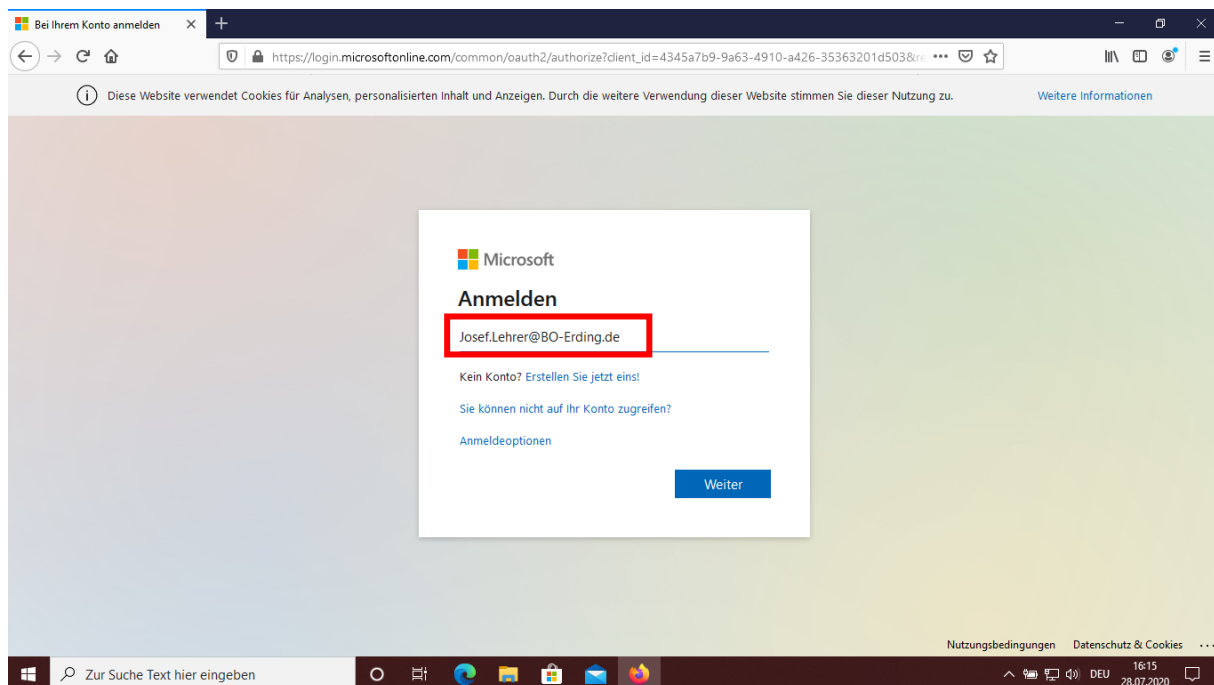 Bei Ihrem Konto anmelden
https://login.microsoftonline.com/common/oauth2/authorize?client_id=4345a7b9-9a63-4910-a426-35363201d503&re
Diese Website verwendet Cookies für Analysen, personalisierten Inhalt und Anzeigen. Durch die weitere Verwendung dieser Website stimmen Sie dieser Nutzung zu. Weitere Informationen
Microsoft
Anmelden
Josef.Lehrer@BO-Erding.de
Kein Konto? Erstellen Sie jetzt eins!
Sie können nicht auf Ihr Konto zugreifen?
Anmeldeoptionen
Weiter
Nutzungsbedingungen Datenschutz & Cookies ...
Zur Suche Text hier eingeben
DEU
16:15
28.07.2020